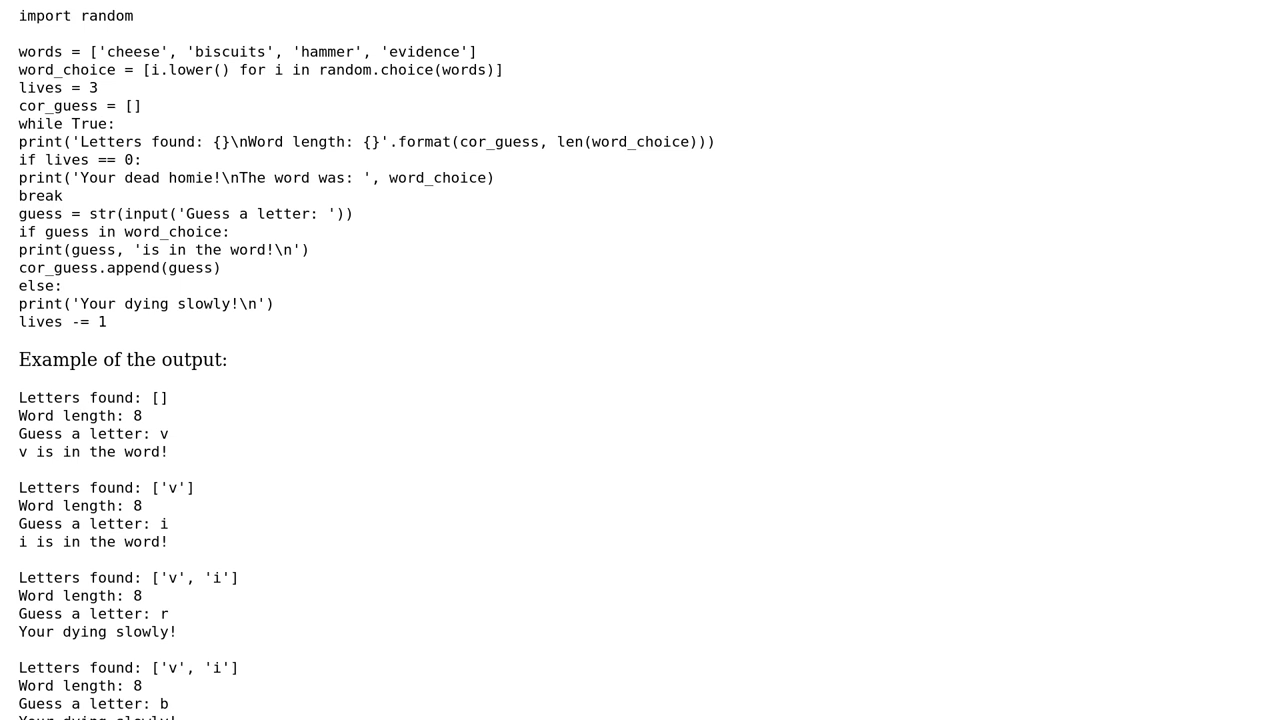 import random
words = ['cheese', 'biscuits', 'hammer', 'evidence']
word_choice = [i.lower() for i in random.choice(words)]
lives = 3
cor_guess = []
while True:
print('Letters found: {}\nWord length: {}'.format(cor_guess, len(word_choice)))
if lives == 0:
print('Your dead homie!\nThe word was: ', word_choice)
break
guess = str(input('Guess a letter: '))
if guess in word_choice:
print(guess, 'is in the word!\n')
cor_guess.append(guess)
else:
print('Your dying slowly!\n')
lives -= 1
Example of the output:
Letters found: []
Word length: 8
Guess a letter: v
v is in the word!
Letters found: ['v']
Word length: 8
Guess a letter: i
i is in the word!
Letters found: ['v', 'i']
Word length: 8
Guess a letter: r
Your dying slowly!
Letters found: ['v', 'i']
Word length: 8
Guess a letter: b
Your dying slowly!